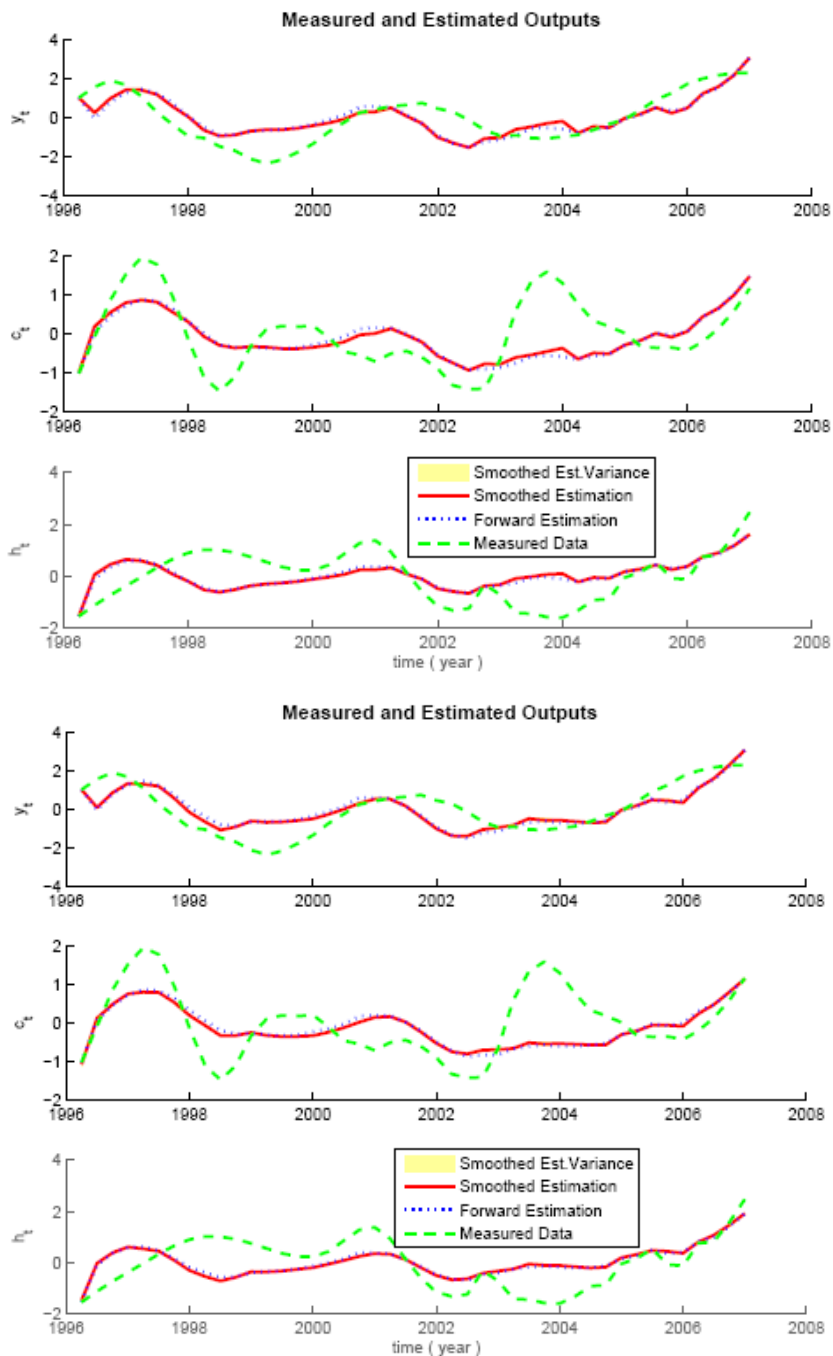 Measured and Estimated Outputs
4
2
0
−2
−4
y_t
1996 1998 2000 2002 2004 2006 2008
2
1
0
−1
−2
c_t
1996 1998 2000 2002 2004 2006 2008
4
2
0
−2
h_t
Smoothed Est.Variance
Smoothed Estimation
Forward Estimation
Measured Data
1996 1998 2000 2002 2004 2006 2008
time ( year )
Measured and Estimated Outputs
4
2
0
−2
−4
y_t
1996 1998 2000 2002 2004 2006 2008
2
1
0
−1
−2
c_t
1996 1998 2000 2002 2004 2006 2008
4
2
0
−2
h_t
Smoothed Est.Variance
Smoothed Estimation
Forward Estimation
Measured Data
1996 1998 2000 2002 2004 2006 2008
time ( year )